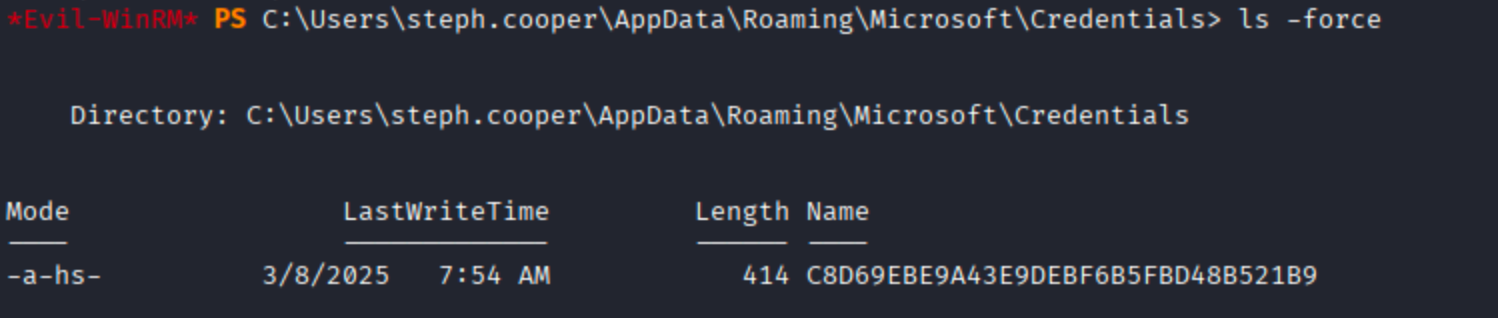 *Evil-WinRM* PS C:\Users\steph.cooper\AppData\Roaming\Microsoft\Credentials> ls -force
Directory: C:\Users\steph.cooper\AppData\Roaming\Microsoft\Credentials
Mode LastWriteTime Length Name
---- ------------- ------ ----
-a-hs- 3/8/2025 7:54 AM 414 C8D69EBE9A43E9DEBF6B5FBD48B521B9